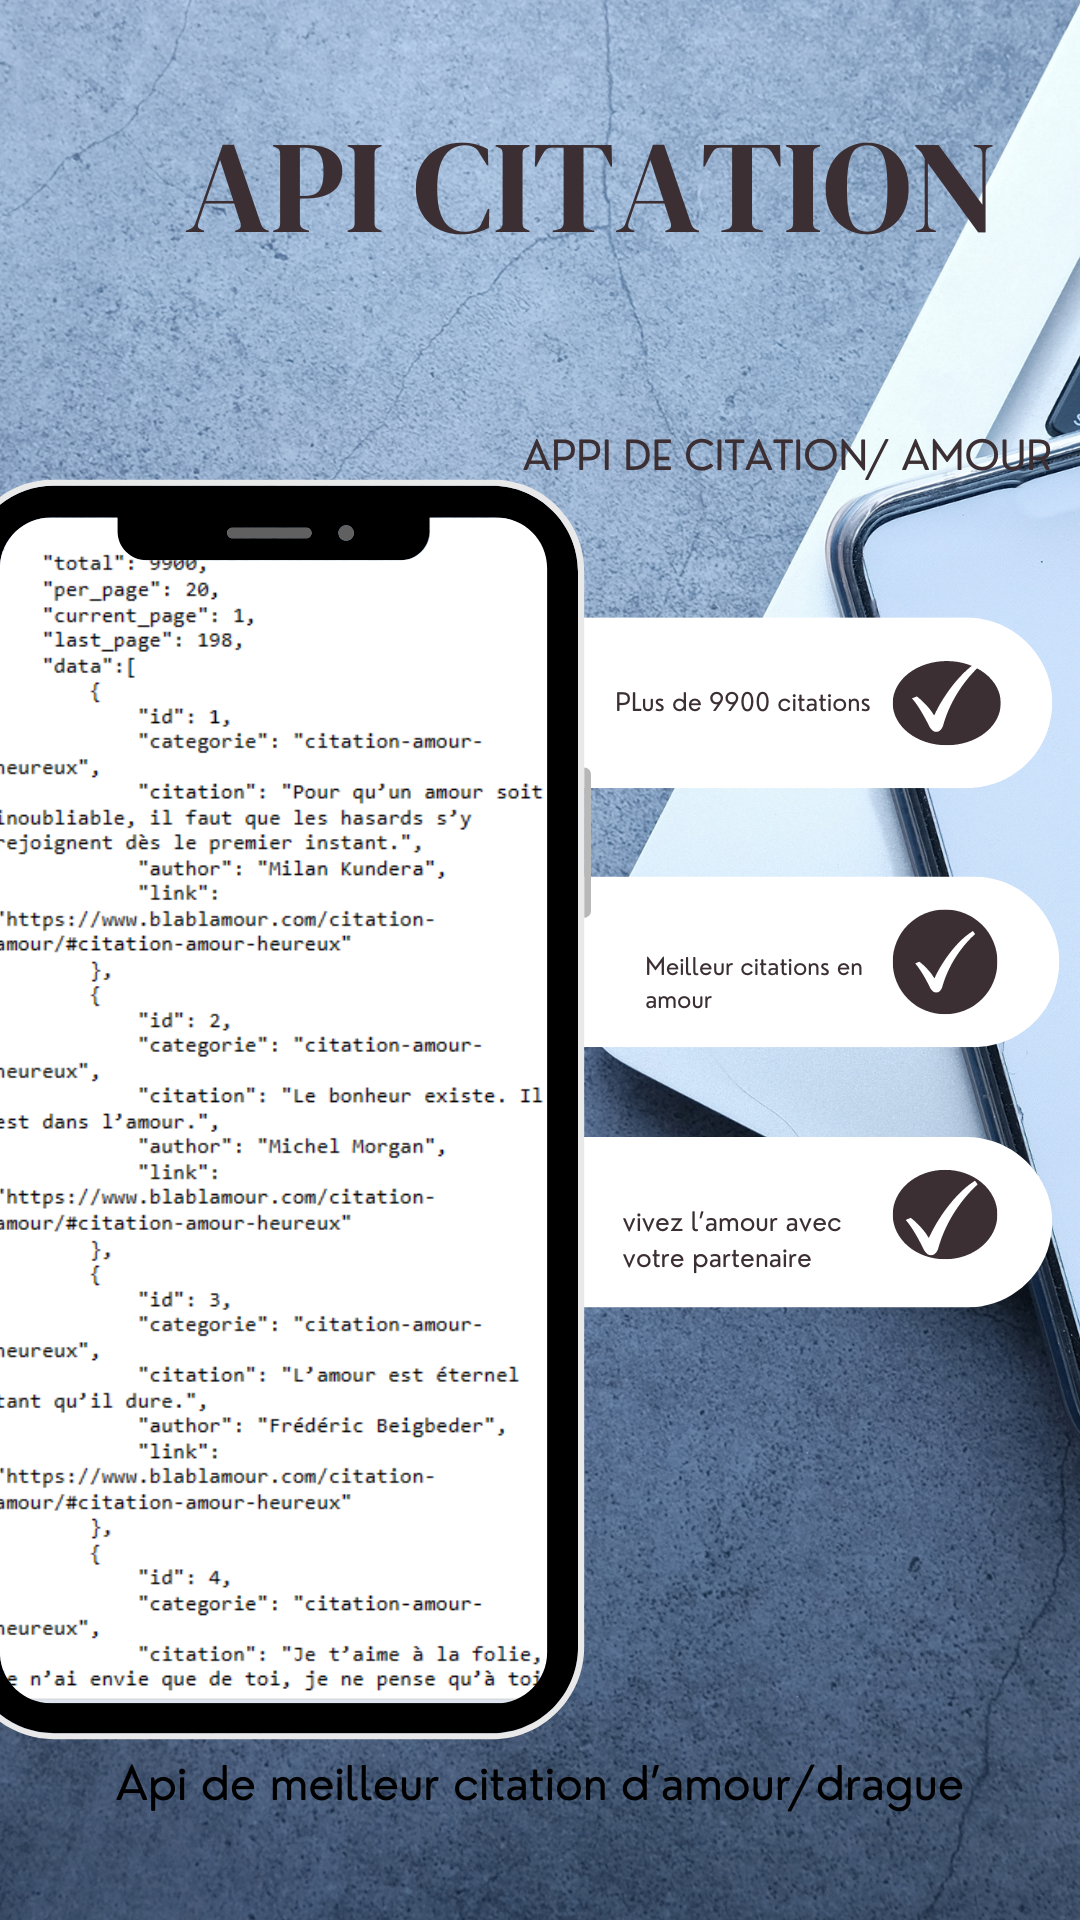 API CITATION
APPI DE CITATION/ AMOUR
"total": 9900,
"per_page": 20,
"current_page": 1,
"last_page": 198,
"data":[
{
"id": 1,
"categorie": "citation-amour-
heureux",
"citation": "Pour qu’un amour soit
inoubliable, il faut que les hasards s’y
rejoignent dès le premier instant.",
"author": "Milan Kundera",
"link":
"https://www.blablamour.com/citation-
amour/#citation-amour-heureux"
},
{
"id": 2,
"categorie": "citation-amour-
heureux",
"citation": "Le bonheur existe. Il
est dans l’amour.",
"author": "Michel Morgan",
"link":
"https://www.blablamour.com/citation-
amour/#citation-amour-heureux"
},
{
"id": 3,
"categorie": "citation-amour-
heureux",
"citation": "L’amour est éternel
tant qu’il dure.",
"author": "Frédéric Beigbeder",
"link":
"https://www.blablamour.com/citation-
amour/#citation-amour-heureux"
},
{
"id": 4,
"categorie": "citation-amour-
heureux",
"citation": "Je t’aime à la folie,
je n’ai envie que de toi, je ne pense qu’à toi
PLus de 9900 citations
Meilleur citations en
amour
vivez l’amour avec
votre partenaire
Api de meilleur citation d’amour/drague